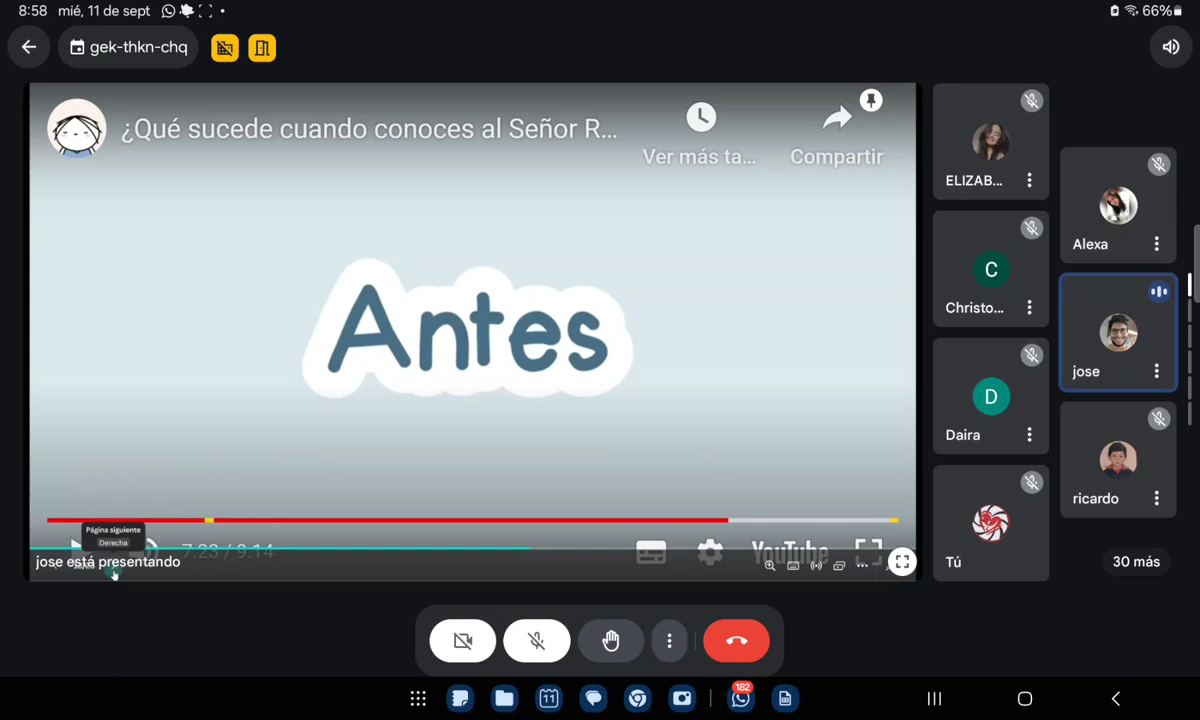 8:58 mié, 11 de sept
66%
gek-thkn-chq
¿Qué sucede cuando conoces al Señor R...
Ver más ta...
Compartir
Antes
Página siguiente
Derecha
7:23 / 9:14
YouTube
jose está presentando
ELIZAB...
Alexa
C
Christo...
jose
D
Daira
ricardo
Tú
30 más
11
182